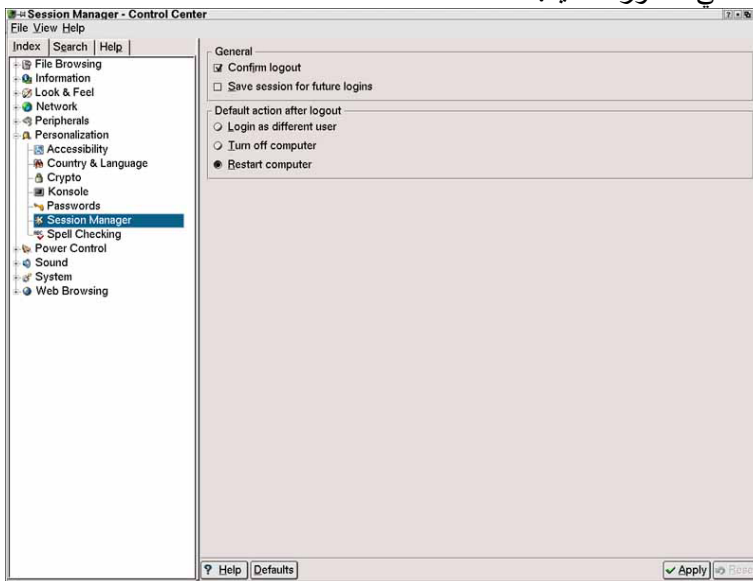 Session Manager - Control Center
File View Help
Index Search Help
File Browsing
Information
Look & Feel
Network
Peripherals
Personalization
Accessibility
Country & Language
Crypto
Konsole
Passwords
Session Manager
Spell Checking
Power Control
Sound
System
Web Browsing
General
Confirm logout
Save session for future logins
Default action after logout
Login as different user
Turn off computer
Restart computer
? Help Defaults Apply